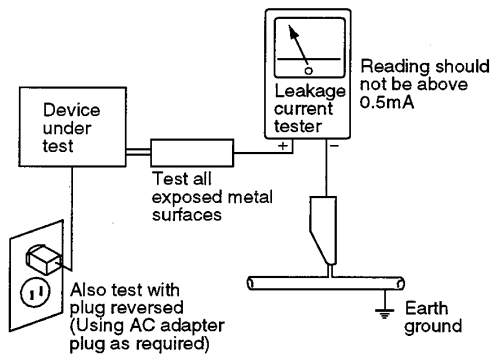 Device
under
test
Leakage
current
tester
+ −
Reading should
not be above
0.5mA
Test all
exposed metal
surfaces
Also test with
plug reversed
(Using AC adapter
plug as required)
Earth
ground